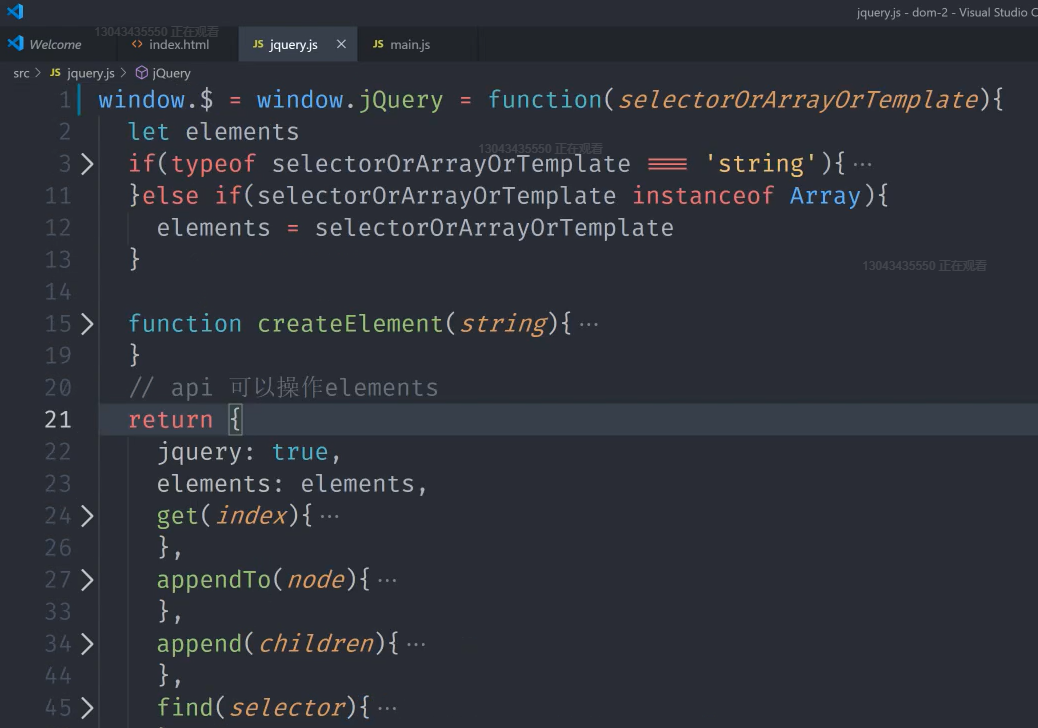 jquery.js - dom-2 - Visual Studio C
13043435550 正在观看
Welcome
<> index.html
JS jquery.js ×
JS main.js
src > JS jquery.js > jQuery
1 window.$ = window.jQuery = function(selectorOrArrayOrTemplate){
2 let elements
13043435550 正在观看
3 if(typeof selectorOrArrayOrTemplate === 'string'){···
11 }else if(selectorOrArrayOrTemplate instanceof Array){
12 elements = selectorOrArrayOrTemplate
13 }
13043435550 正在观看
14
15 function createElement(string){···
19 }
20 // api 可以操作elements
21 return {
22 jquery: true,
23 elements: elements,
24 get(index){···
26 },
27 appendTo(node){···
33 },
34 append(children){···
44 },
45 find(selector){···